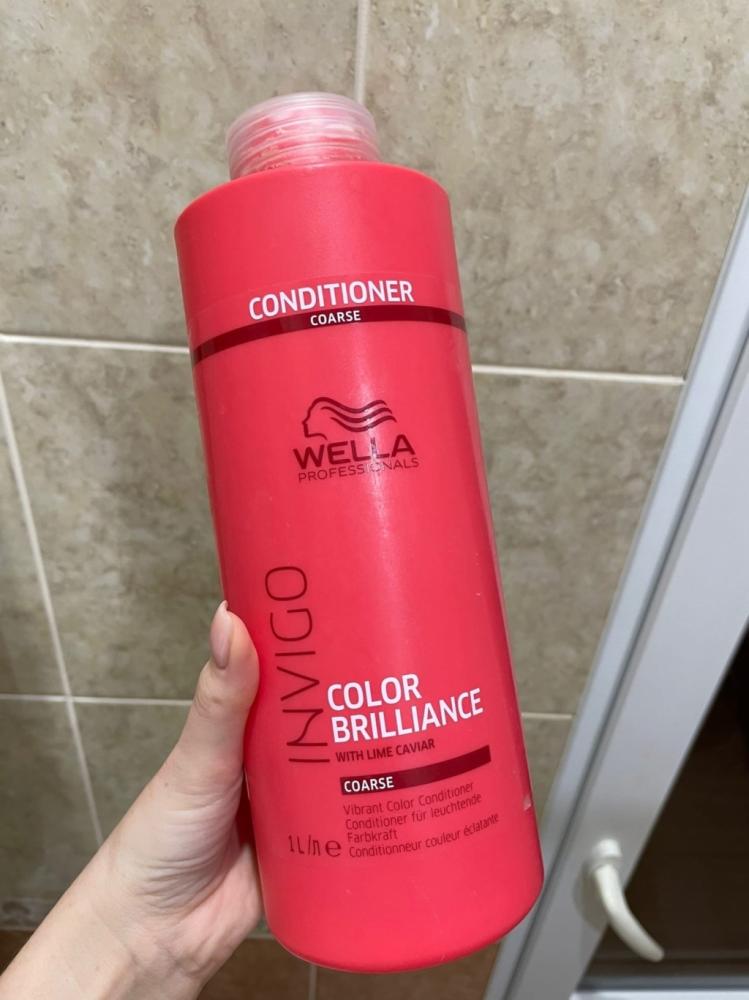 CONDITIONER
COARSE
WELLA
PROFESSIONALS
INVIGO
COLOR
BRILLIANCE
WITH LIME CAVIAR
COARSE
Vibrant Color Conditioner
Conditioner für leuchtende
Farbkraft
Conditionneur couleur éclatante
1 L/л e